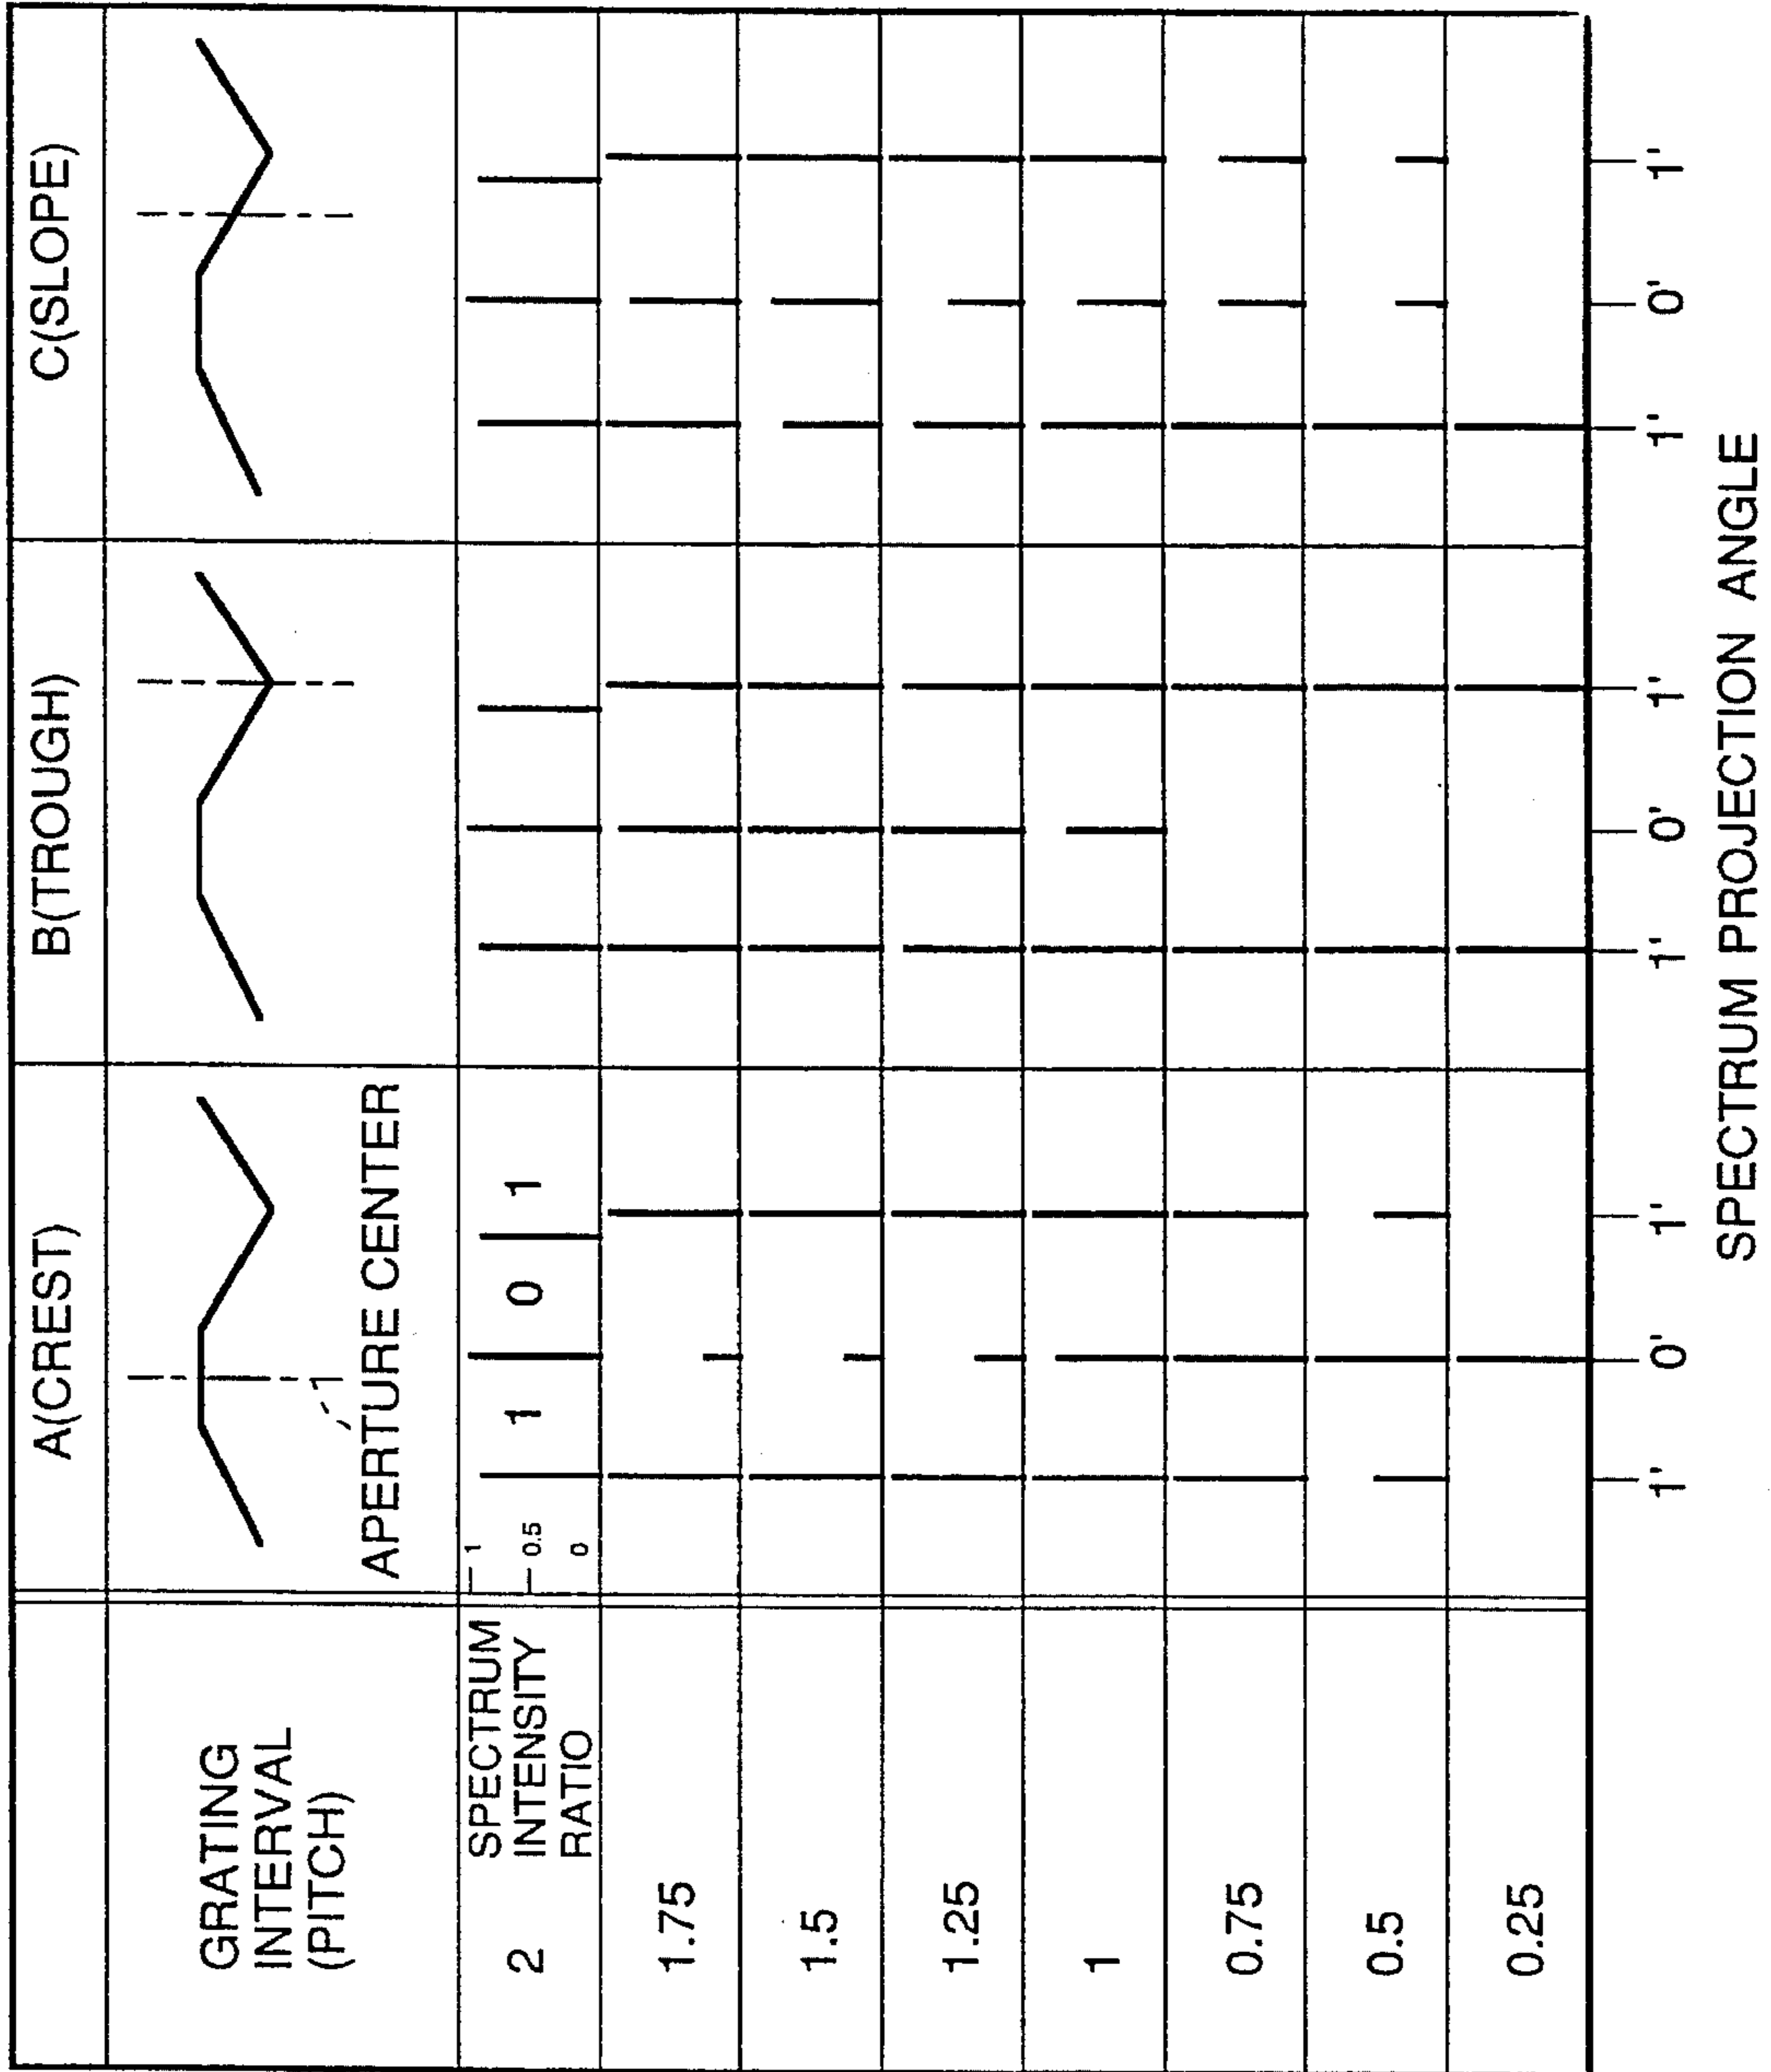 A(CREST)
B(TROUGH)
C(SLOPE)
GRATING
INTERVAL
(PITCH)
APERTURE CENTER
2
SPECTRUM
INTENSITY
RATIO
1
0.5
0
1 0 1
1.75
1.5
1.25
1
0.75
0.5
0.25
1' 0' 1' 1' 0' 1' 1' 0' 1'
SPECTRUM PROJECTION ANGLE